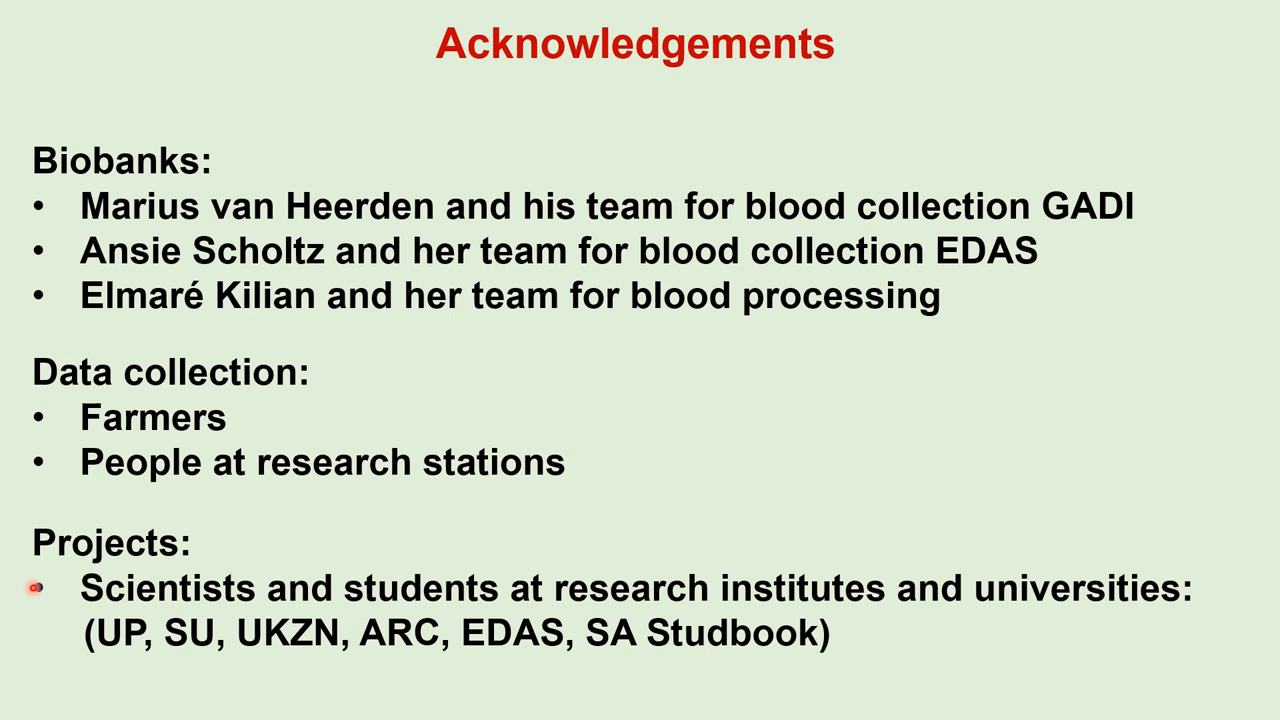 Acknowledgements
Biobanks:
• Marius van Heerden and his team for blood collection GADI
• Ansie Scholtz and her team for blood collection EDAS
• Elmaré Kilian and her team for blood processing
Data collection:
• Farmers
• People at research stations
Projects:
• Scientists and students at research institutes and universities:
(UP, SU, UKZN, ARC, EDAS, SA Studbook)